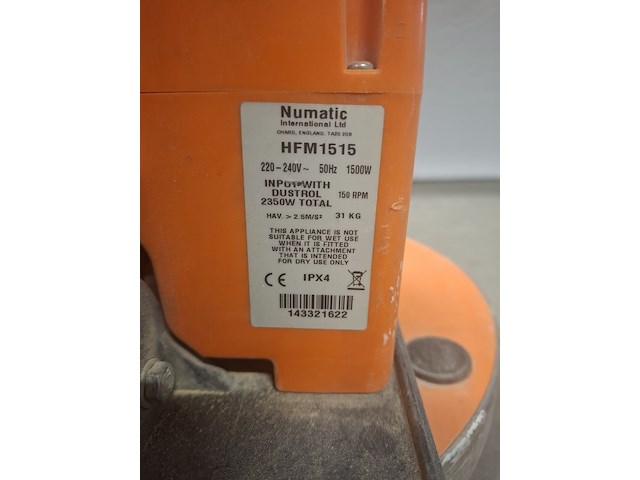 Numatic
International Ltd
CHARD, ENGLAND. TA20 2GB
HFM1515
220-240V~ 50Hz 1500W
INPUT WITH
DUSTROL 150 RPM
2350W TOTAL
HAV. > 2.5M/S² 31 KG
THIS APPLIANCE IS NOT
SUITABLE FOR WET USE
WHEN IT IS FITTED
WITH AN ATTACHMENT
THAT IS INTENDED
FOR DRY USE ONLY
CE IPX4
143321622